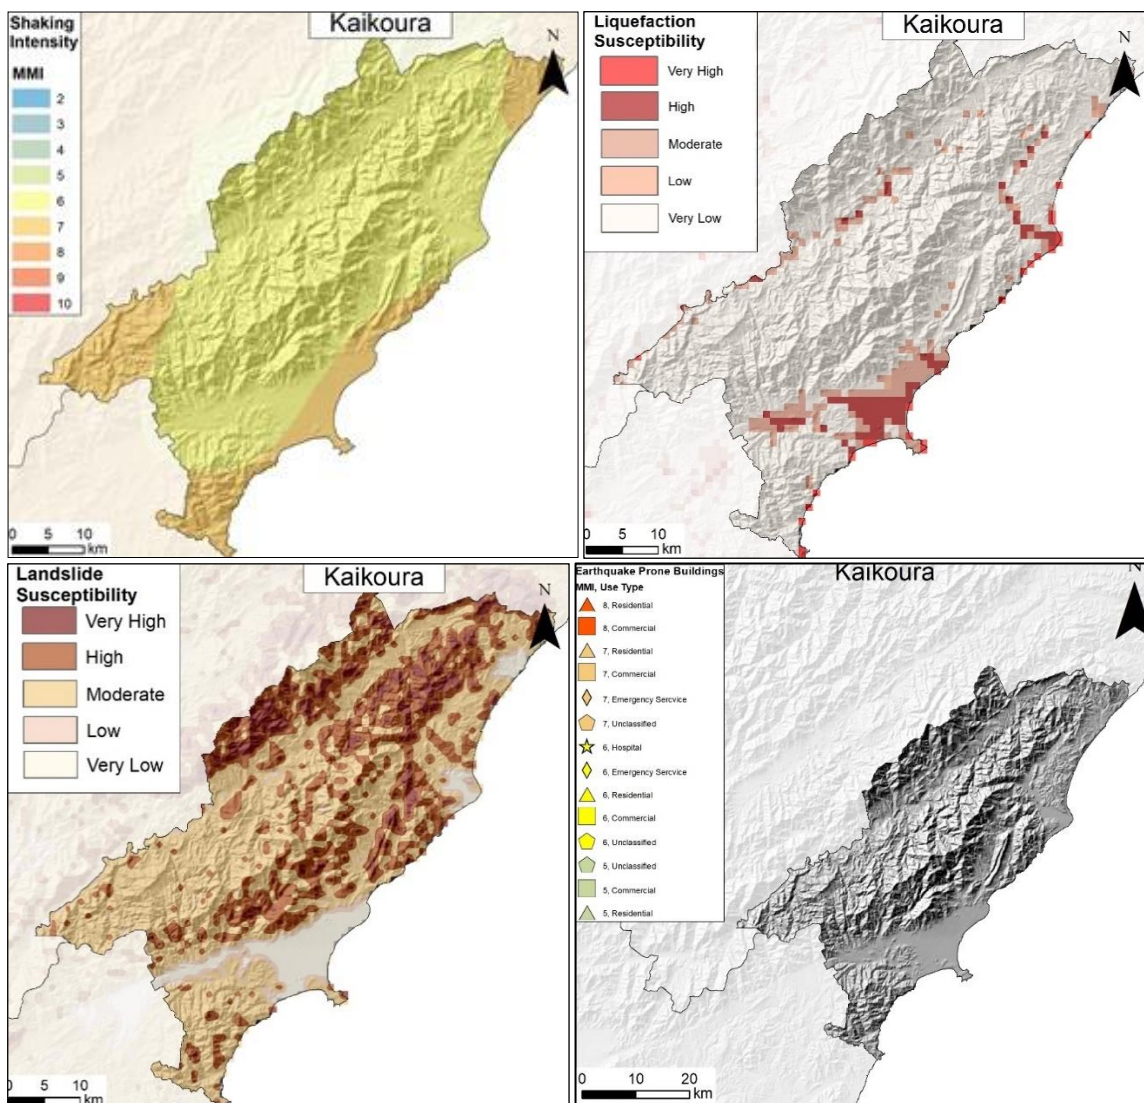 Shaking
Intensity
MMI
2
3
4
5
6
7
8
9
10
Kaikoura
N
0 5 10
km
Liquefaction
Susceptibility
Very High
High
Moderate
Low
Very Low
Kaikoura
N
0 5 10
km
Landslide
Susceptibility
Very High
High
Moderate
Low
Very Low
Kaikoura
N
0 5 10
km
Earthquake Prone Buildings
MMI, Use Type
8, Residential
8, Commercial
7, Residential
7, Commercial
7, Emergency Service
7, Unclassified
6, Hospital
6, Emergency Seervice
6, Residential
6, Commercial
6, Unclassified
5, Unclassified
5, Commercial
5, Residential
Kaikoura
N
0 10 20
km